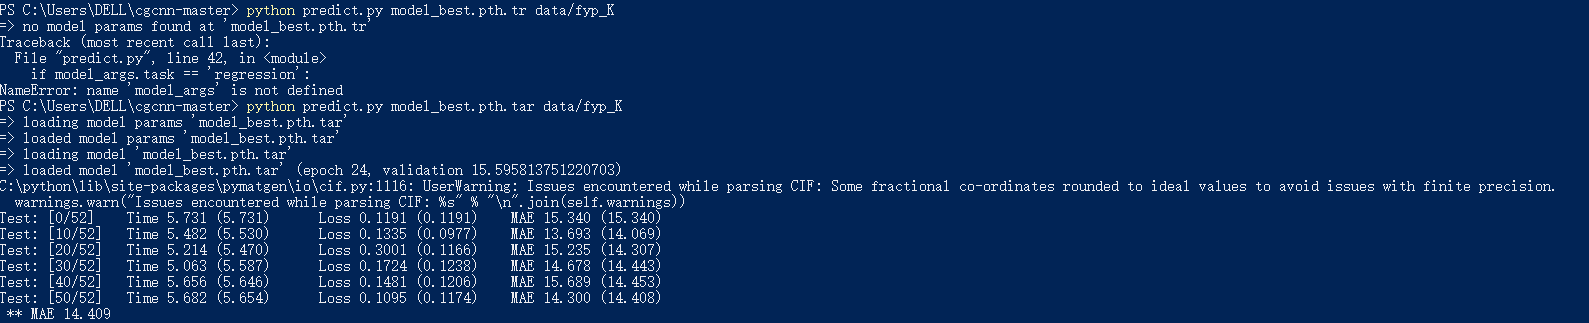 PS C:\Users\DELL\cgcnn-master> python predict.py model_best.pth.tr data/fyp_K
=> no model params found at 'model_best.pth.tr'
Traceback (most recent call last):
  File "predict.py", line 42, in <module>
    if model_args.task == 'regression':
NameError: name 'model_args' is not defined
PS C:\Users\DELL\cgcnn-master> python predict.py model_best.pth.tar data/fyp_K
=> loading model params 'model_best.pth.tar'
=> loaded model params 'model_best.pth.tar'
=> loading model 'model_best.pth.tar'
=> loaded model 'model_best.pth.tar' (epoch 24, validation 15.595813751220703)
C:\python\lib\site-packages\pymatgen\io\cif.py:1116: UserWarning: Issues encountered while parsing CIF: Some fractional co-ordinates rounded to ideal values to avoid issues with finite precision.
  warnings.warn("Issues encountered while parsing CIF: %s" % "\n".join(self.warnings))
Test: [0/52]	Time 5.731 (5.731)	Loss 0.1191 (0.1191)	MAE 15.340 (15.340)
Test: [10/52]	Time 5.482 (5.530)	Loss 0.1335 (0.0977)	MAE 13.693 (14.069)
Test: [20/52]	Time 5.214 (5.470)	Loss 0.3001 (0.1166)	MAE 15.235 (14.307)
Test: [30/52]	Time 5.063 (5.587)	Loss 0.1724 (0.1238)	MAE 14.678 (14.443)
Test: [40/52]	Time 5.656 (5.646)	Loss 0.1481 (0.1206)	MAE 15.689 (14.453)
Test: [50/52]	Time 5.682 (5.654)	Loss 0.1095 (0.1174)	MAE 14.300 (14.408)
 ** MAE 14.409